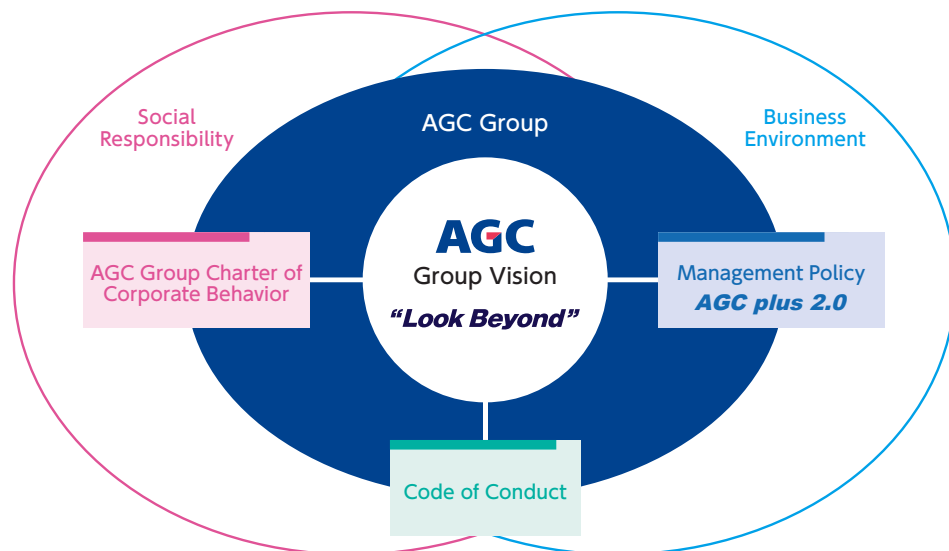 Social
Responsibility
AGC Group
Business
Environment
AGC
Group Vision
“Look Beyond”
AGC Group Charter of
Corporate Behavior
Management Policy
AGC plus 2.0
Code of Conduct